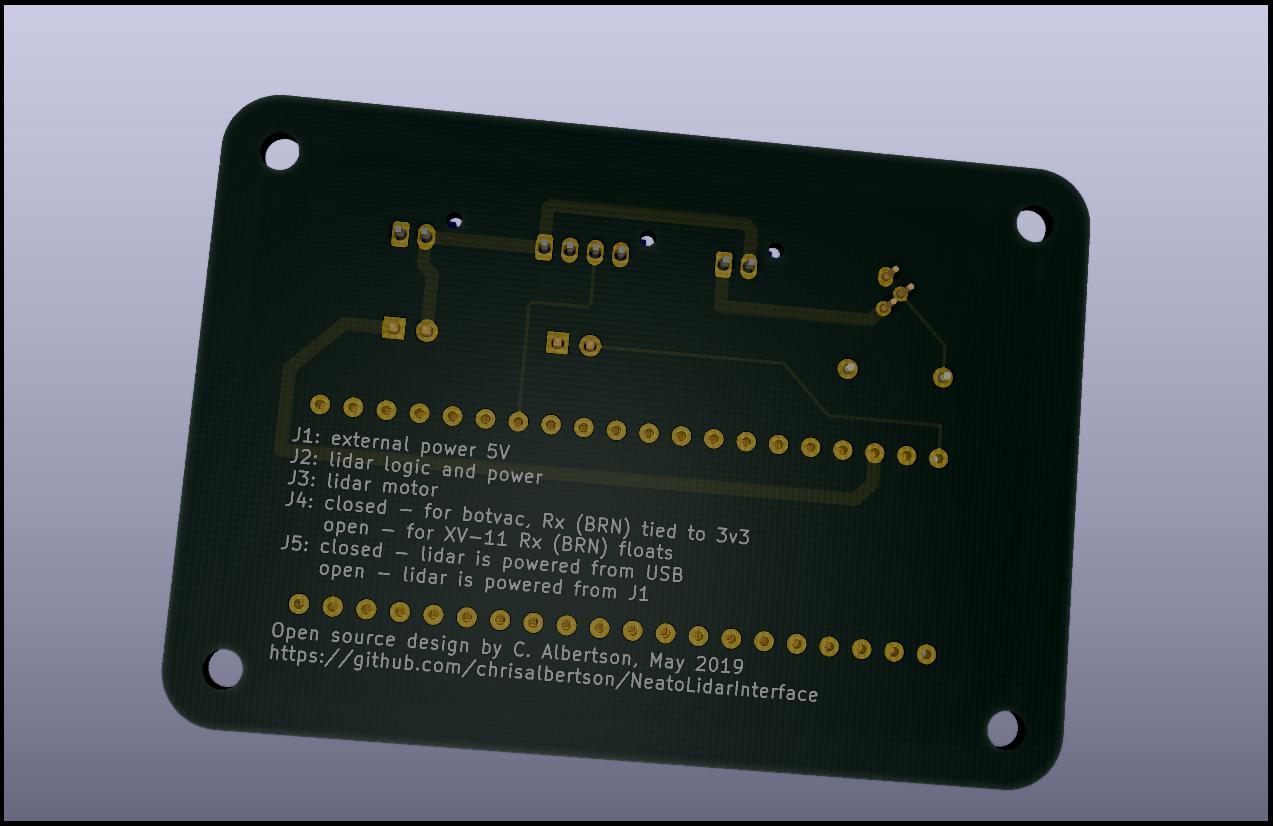 J1: external power 5V
J2: lidar logic and power
J3: lidar motor
J4: closed – for botvac, Rx (BRN) tied to 3v3
open – for XV–11 Rx (BRN) floats
J5: closed – lidar is powered from USB
open – lidar is powered from J1
Open source design by C. Albertson, May 2019
https://github.com/chrisalbertson/NeatoLidarInterface